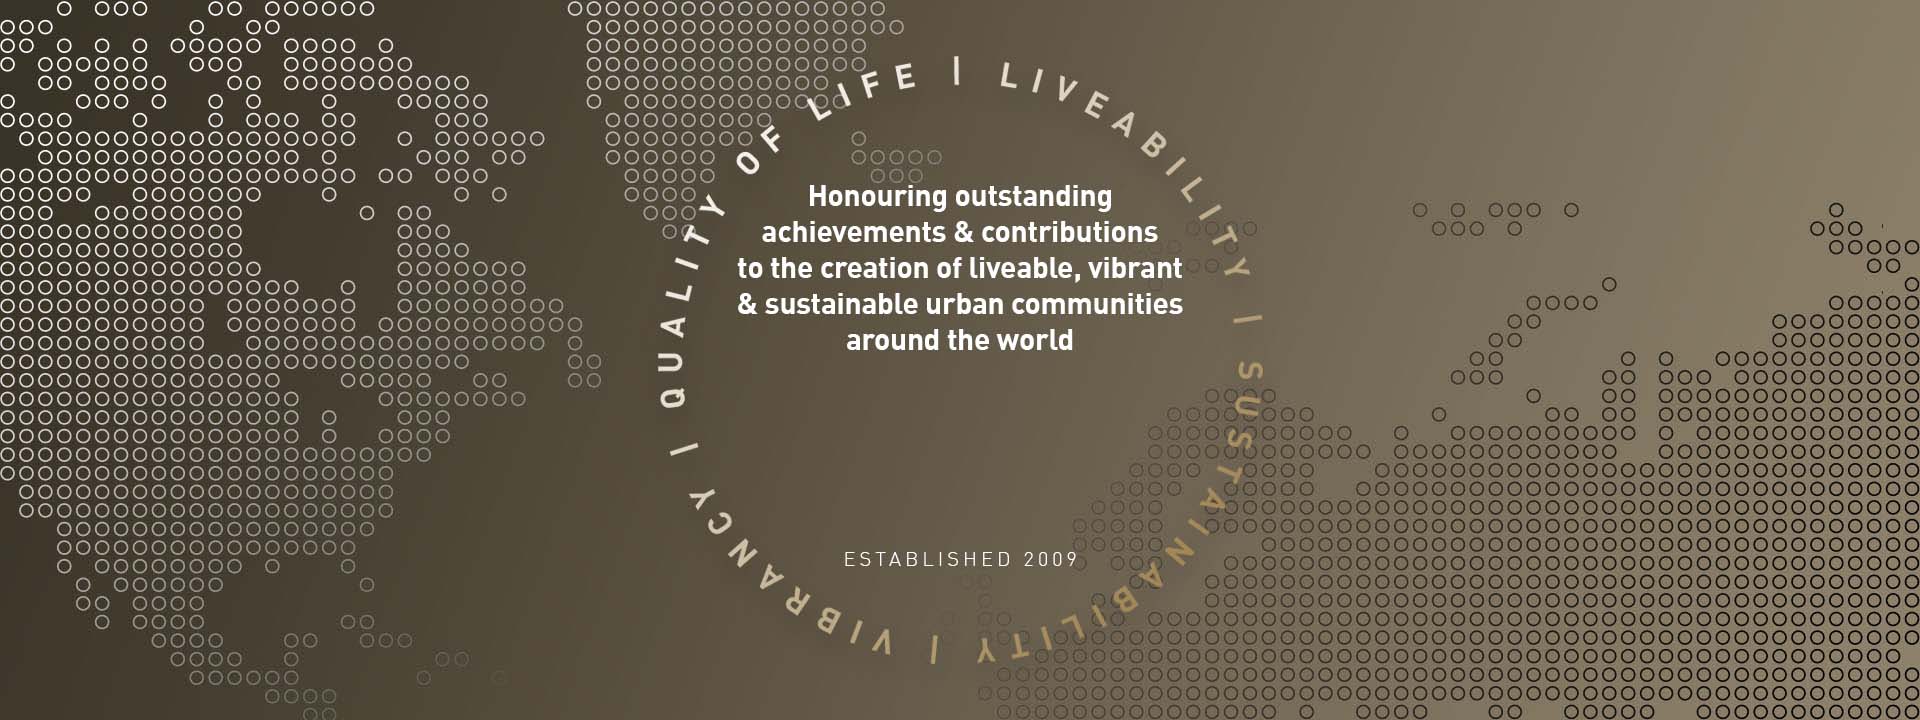 QUALITY OF LIFE | LIVEABILITY | SUSTAINABILITY | VIBRANCY |
Honouring outstanding
achievements & contributions
to the creation of liveable, vibrant
& sustainable urban communities
around the world
ESTABLISHED 2009